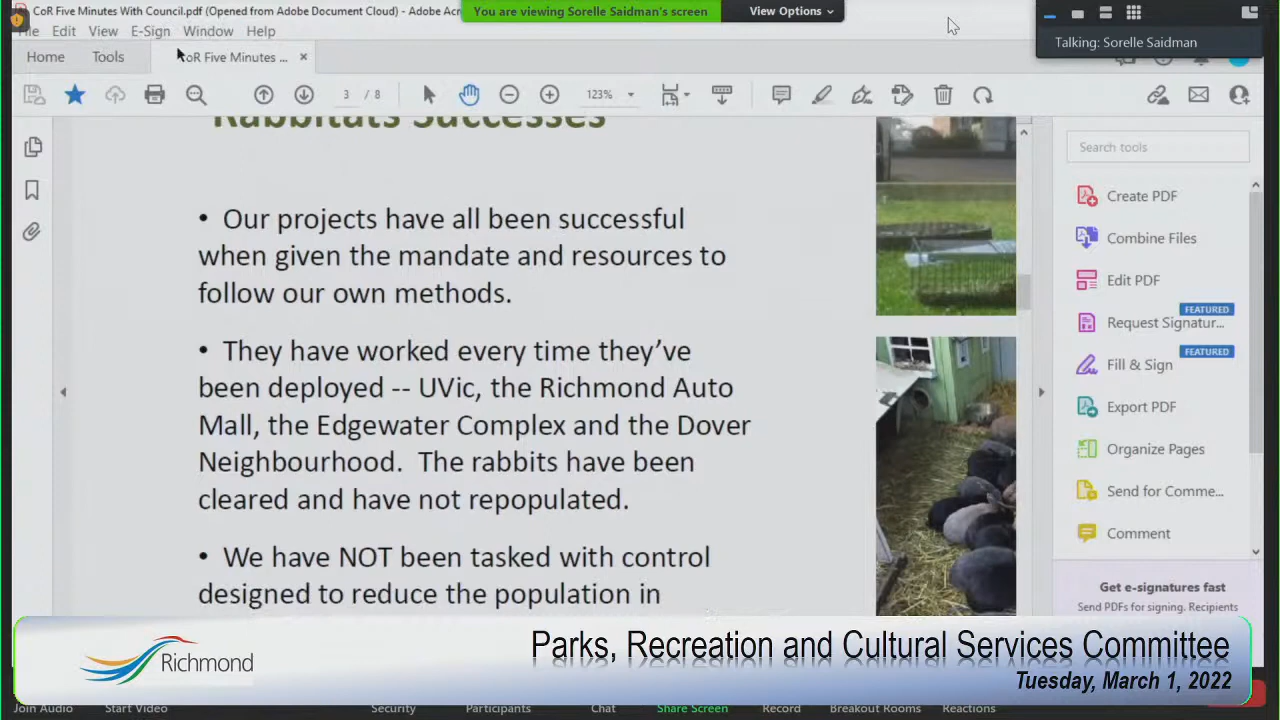 CoR Five Minutes With Council.pdf (Opened from Adobe Document Cloud) - Adobe Acr
You are viewing Sorelle Saidman's screen
View Options
File Edit View E-Sign Window Help
Talking: Sorelle Saidman
Home Tools CoR Five Minutes ... ×
3 / 8
123%
Rabbitats Successes
Search tools
• Our projects have all been successful
when given the mandate and resources to
follow our own methods.
• They have worked every time they've
been deployed -- UVic, the Richmond Auto
Mall, the Edgewater Complex and the Dover
Neighbourhood. The rabbits have been
cleared and have not repopulated.
• We have NOT been tasked with control
designed to reduce the population in
Create PDF
Combine Files
Edit PDF
FEATURED
Request Signatur...
FEATURED
Fill & Sign
Export PDF
Organize Pages
Send for Comme...
Comment
Get e-signatures fast
Send PDFs for signing. Recipients
Richmond
Parks, Recreation and Cultural Services Committee
Tuesday, March 1, 2022
Join Audio Start Video Security Participants Chat Share Screen Record Breakout Rooms Reactions